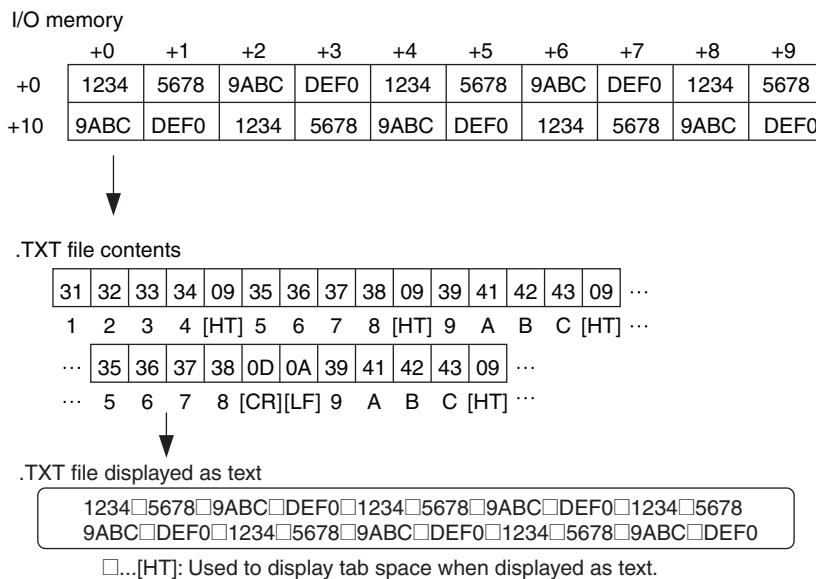 I/O memory
+0 +1 +2 +3 +4 +5 +6 +7 +8 +9
+0 1234 5678 9ABC DEF0 1234 5678 9ABC DEF0 1234 5678
+10 9ABC DEF0 1234 5678 9ABC DEF0 1234 5678 9ABC DEF0
.TXT file contents
31 32 33 34 09 35 36 37 38 09 39 41 42 43 09 ...
1 2 3 4 [HT] 5 6 7 8 [HT] 9 A B C [HT] ...
... 35 36 37 38 0D 0A 39 41 42 43 09 ...
... 5 6 7 8 [CR][LF] 9 A B C [HT] ...
.TXT file displayed as text
1234□5678□9ABC□DEF0□1234□5678□9ABC□DEF0□1234□5678
9ABC□DEF0□1234□5678□9ABC□DEF0□1234□5678□9ABC□DEF0
□...[HT]: Used to display tab space when displayed as text.